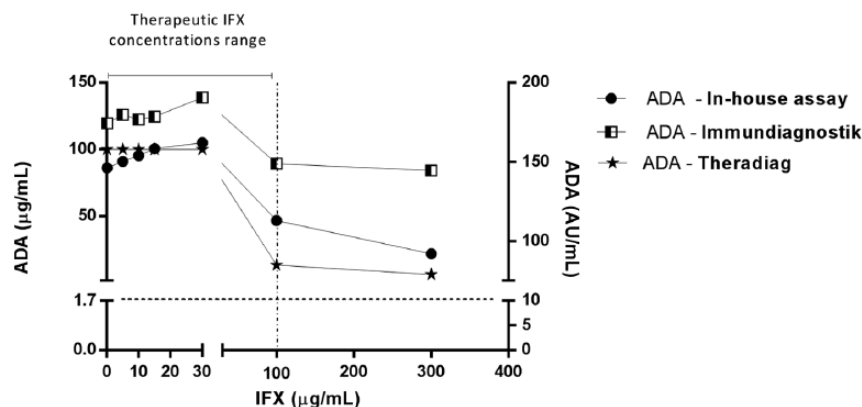 Therapeutic IFX
concentrations range
150
100
50
1.7
0.0
ADA (µg/mL)
200
150
100
10
5
0
ADA (AU/mL)
0 10 20 30 100 200 300 400
IFX (µg/mL)
ADA - In-house assay
ADA - Immundiagnostik
ADA - Theradiag